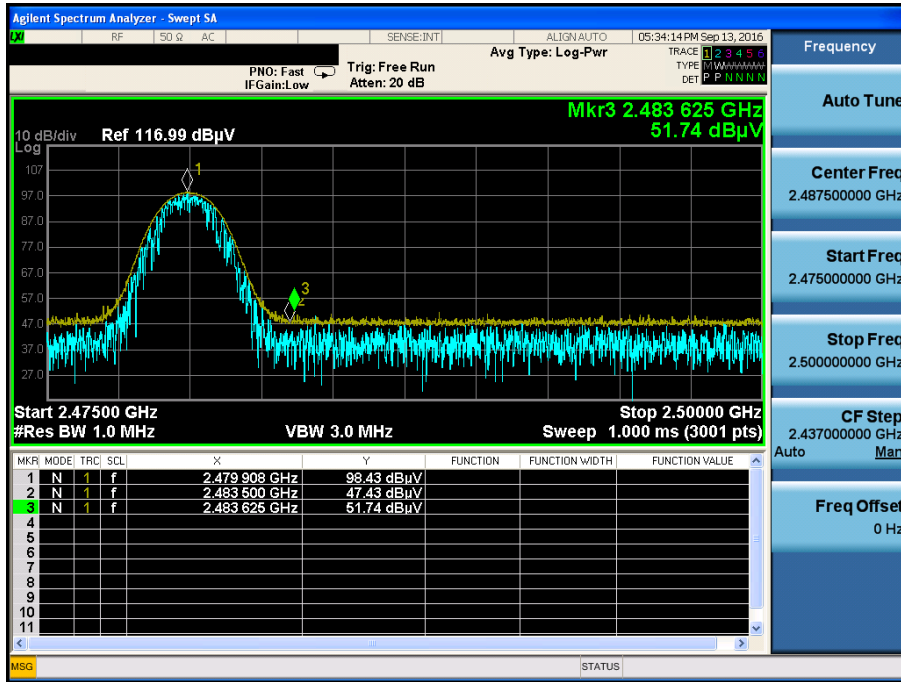 Agilent Spectrum Analyzer - Swept SA
LXI RF 50 Ω AC SENSE:INT ALIGN AUTO 05:34:14 PM Sep 13, 2016
Frequency
PNO: Fast
IFGain:Low
Trig: Free Run
Atten: 20 dB
Avg Type: Log-Pwr
TRACE 1 2 3 4 5 6
TYPE M WWWWW
DET P P N N N N
Auto Tune
Mkr3 2.483 625 GHz
51.74 dBµV
10 dB/div Ref 116.99 dBµV
Log
107
97.0
87.0
77.0
67.0
57.0
47.0
37.0
27.0
1
2
3
Center Freq
2.487500000 GHz
Start Freq
2.475000000 GHz
Stop Freq
2.500000000 GHz
CF Step
2.437000000 GHz
Auto Man
Freq Offset
0 Hz
Start 2.47500 GHz Stop 2.50000 GHz
#Res BW 1.0 MHz VBW 3.0 MHz Sweep 1.000 ms (3001 pts)
MKR MODE TRC SCL X Y FUNCTION FUNCTION WIDTH FUNCTION VALUE
1 N 1 f 2.479 908 GHz 98.43 dBµV
2 N 1 f 2.483 500 GHz 47.43 dBµV
3 N 1 f 2.483 625 GHz 51.74 dBµV
4
5
6
7
8
9
10
11
MSG STATUS